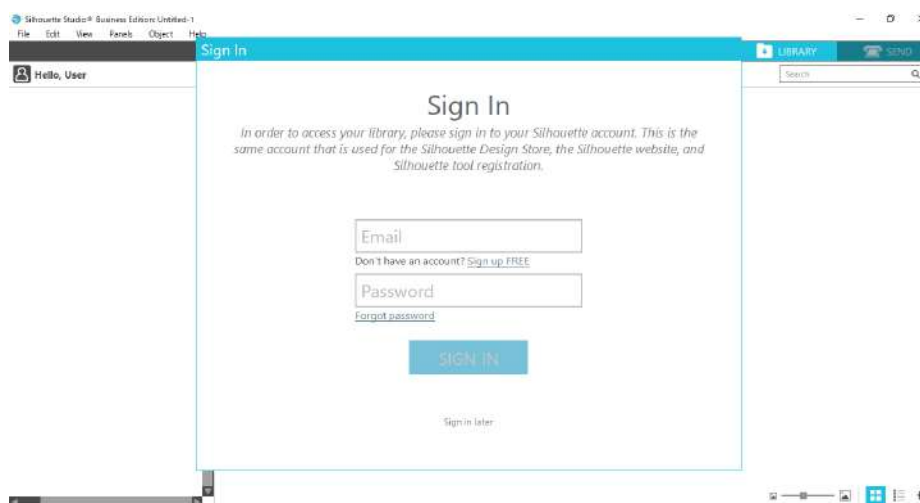 Silhouette Studio® Business Edition: Untitled-1
File Edit View Panels Object Help
Sign In
LIBRARY
SEND
Hello, User
Search
Sign In
In order to access your library, please sign in to your Silhouette account. This is the
same account that is used for the Silhouette Design Store, the Silhouette website, and
Silhouette tool registration.
Email
Don't have an account? Sign up FREE
Password
Forgot password
SIGN IN
Sign in later